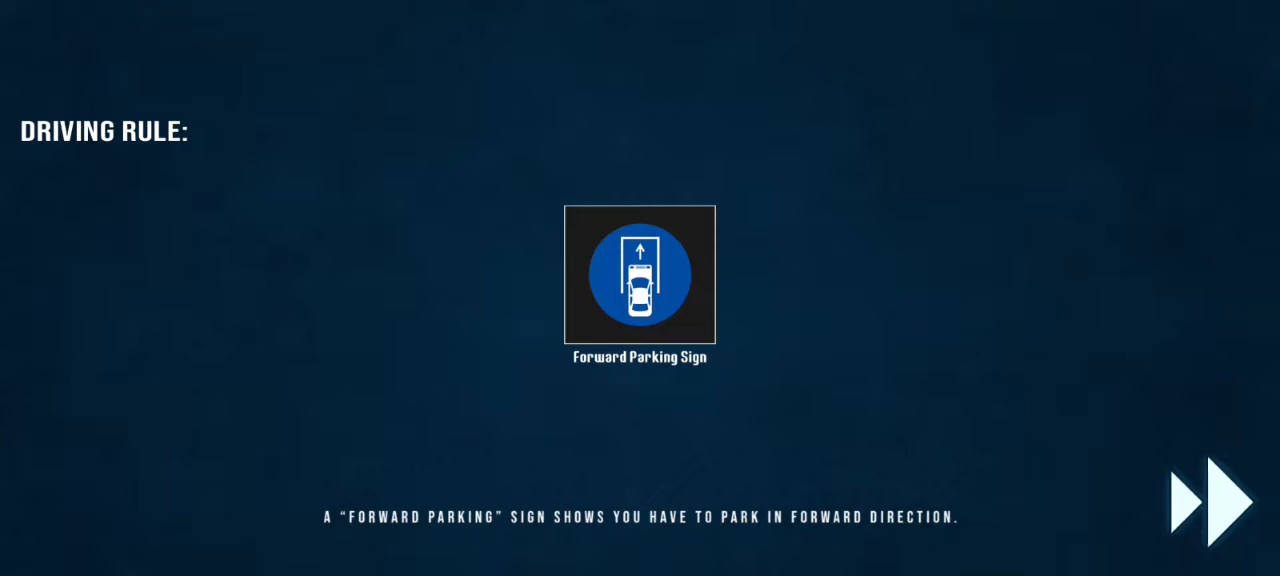 DRIVING RULE:
Forward Parking Sign
A “FORWARD PARKING” SIGN SHOWS YOU HAVE TO PARK IN FORWARD DIRECTION.